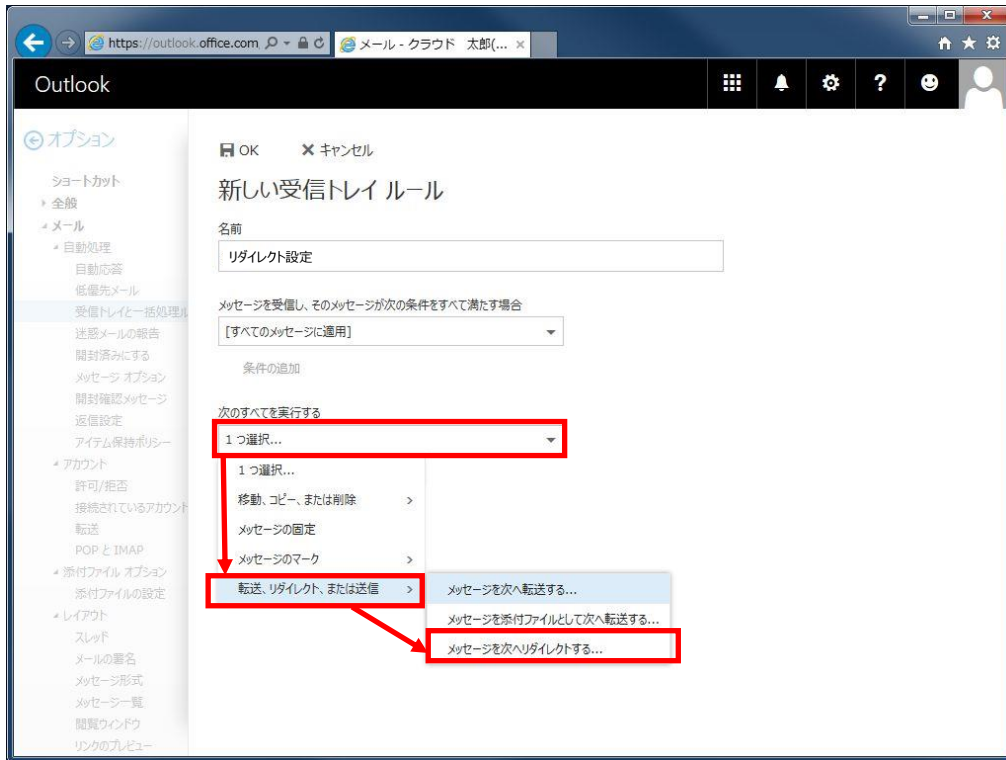 https://outlook.office.com
メール - クラウド 太郎(...
Outlook
オプション
ショートカット
全般
メール
自動処理
自動応答
低優先メール
受信トレイと一括処理ル
迷惑メールの報告
開封済みにする
メッセージ オプション
開封確認メッセージ
返信設定
アイテム保持ポリシー
アカウント
許可/拒否
接続されているアカウント
転送
POP と IMAP
添付ファイル オプション
添付ファイルの設定
レイアウト
スレッド
メールの署名
メッセージ形式
メッセージ一覧
閲覧ウィンドウ
リンクのプレビュー
OK キャンセル
新しい受信トレイ ルール
名前
リダイレクト設定
メッセージを受信し、そのメッセージが次の条件をすべて満たす場合
[すべてのメッセージに適用]
条件の追加
次のすべてを実行する
1 つ選択...
1 つ選択...
移動、コピー、または削除 >
メッセージの固定
メッセージのマーク >
転送、リダイレクト、または送信 >
メッセージを次へ転送する...
メッセージを添付ファイルとして次へ転送する...
メッセージを次へリダイレクトする...